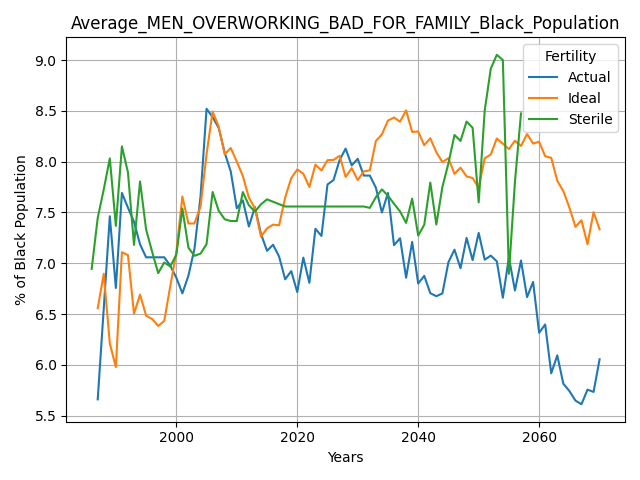 Average_MEN_OVERWORKING_BAD_FOR_FAMILY_Black_Population
% of Black Population
9.0
8.5
8.0
7.5
7.0
6.5
6.0
5.5
Fertility
Actual
Ideal
Sterile
2000 2020 2040 2060
Years